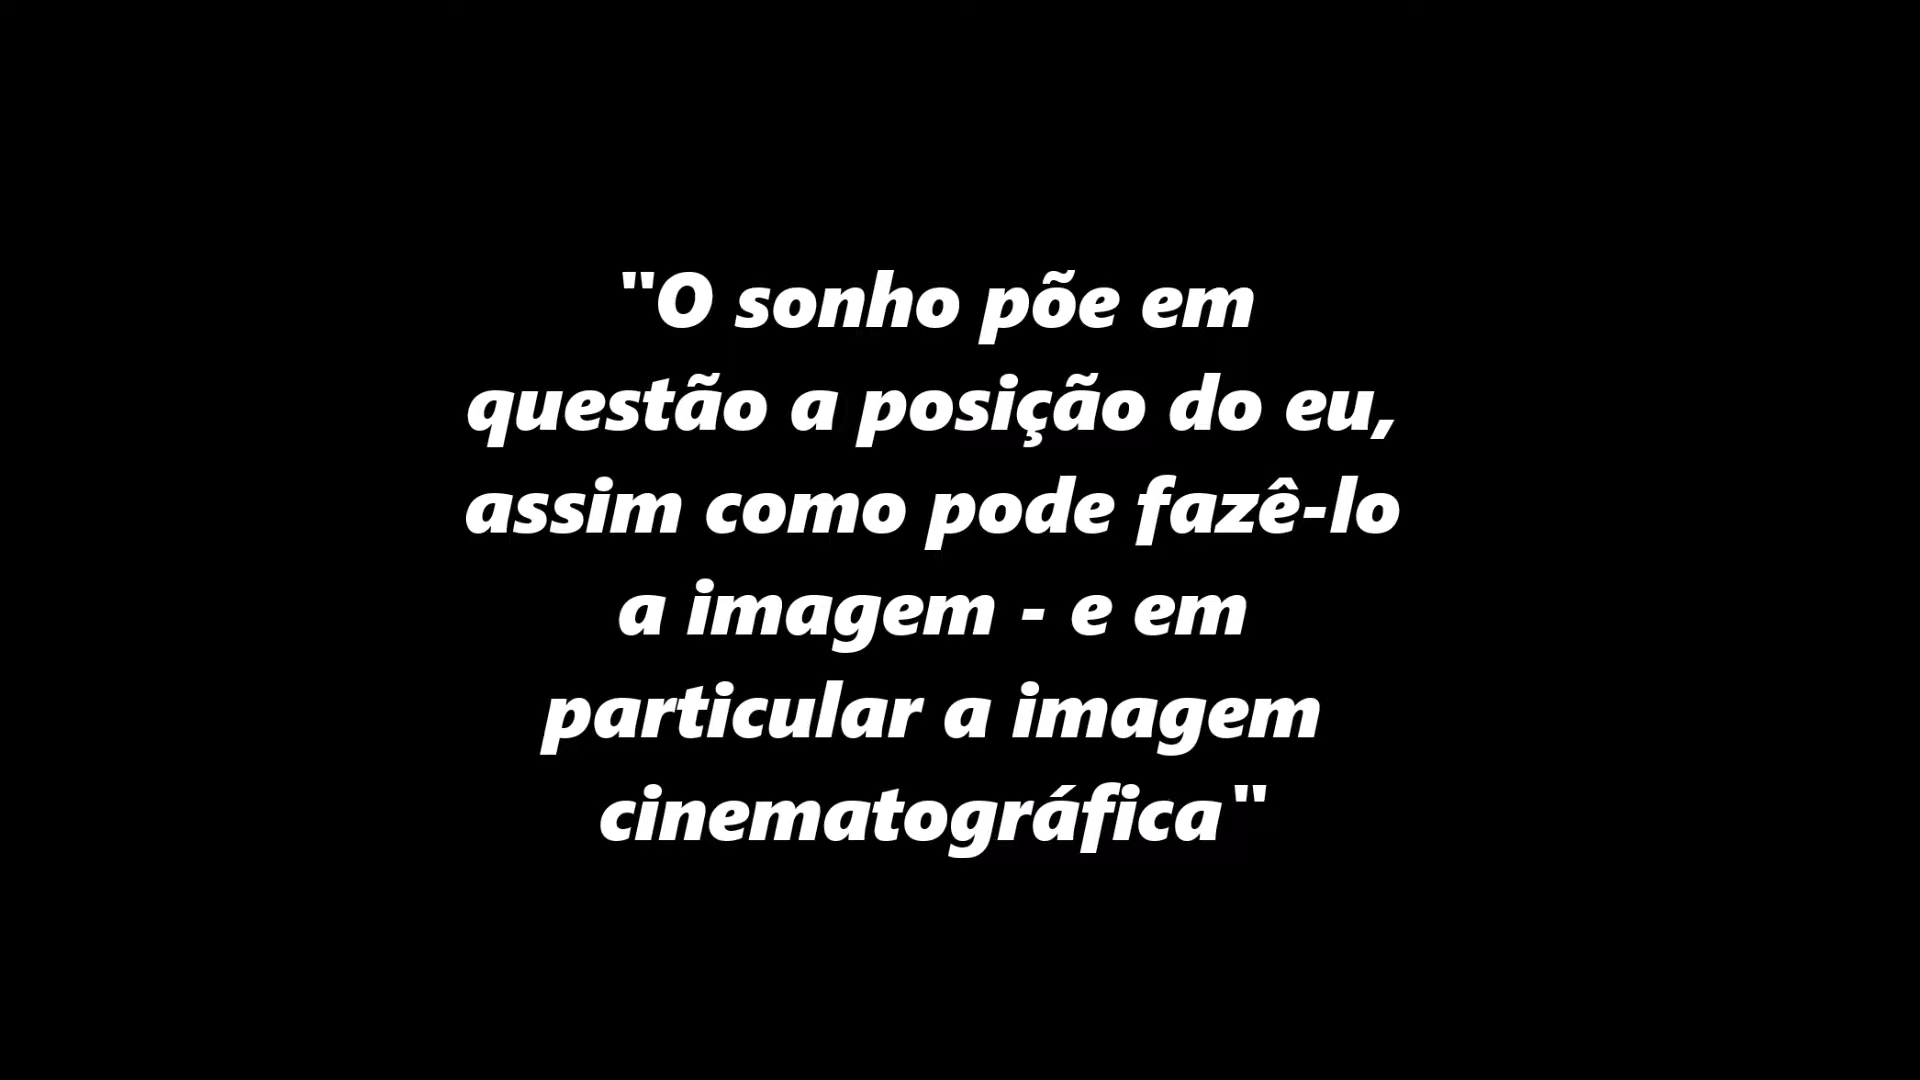 "O sonho põe em
questão a posição do eu,
assim como pode fazê-lo
a imagem - e em
particular a imagem
cinematográfica"